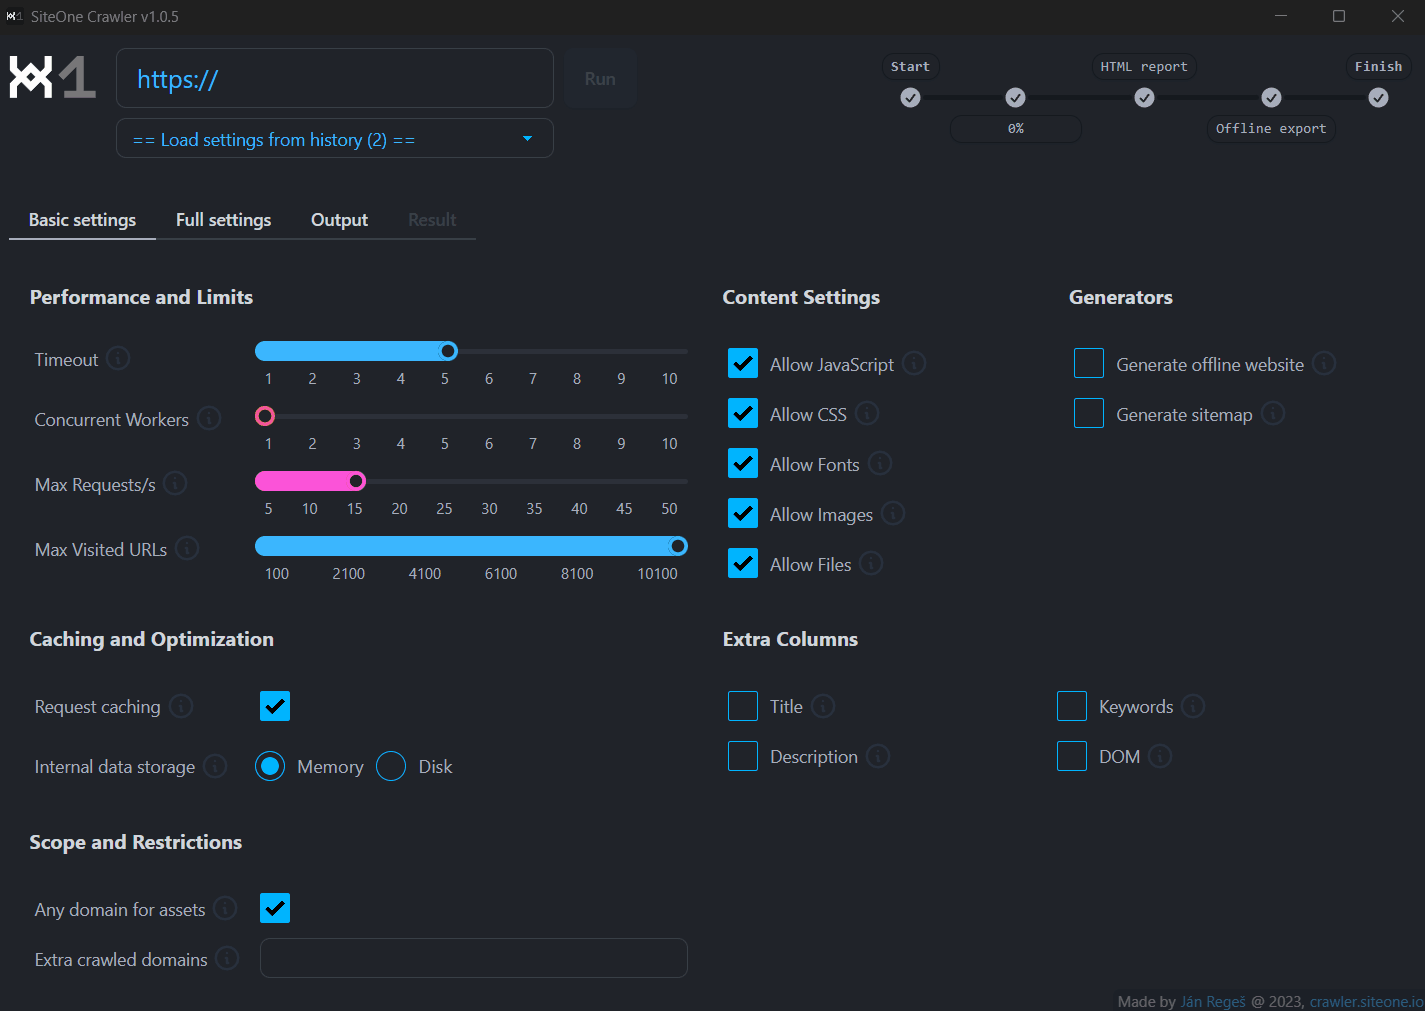 SiteOne Crawler v1.0.5
1
https://
Run
== Load settings from history (2) ==
Start
HTML report
Finish
0%
Offline export
Basic settings Full settings Output Result
Performance and Limits
Timeout
1 2 3 4 5 6 7 8 9 10
Concurrent Workers
1 2 3 4 5 6 7 8 9 10
Max Requests/s
5 10 15 20 25 30 35 40 45 50
Max Visited URLs
100 2100 4100 6100 8100 10100
Content Settings
Allow JavaScript
Allow CSS
Allow Fonts
Allow Images
Allow Files
Generators
Generate offline website
Generate sitemap
Caching and Optimization
Request caching
Internal data storage Memory Disk
Extra Columns
Title Keywords
Description DOM
Scope and Restrictions
Any domain for assets
Extra crawled domains
Made by Ján Regeš @ 2023, crawler.siteone.io